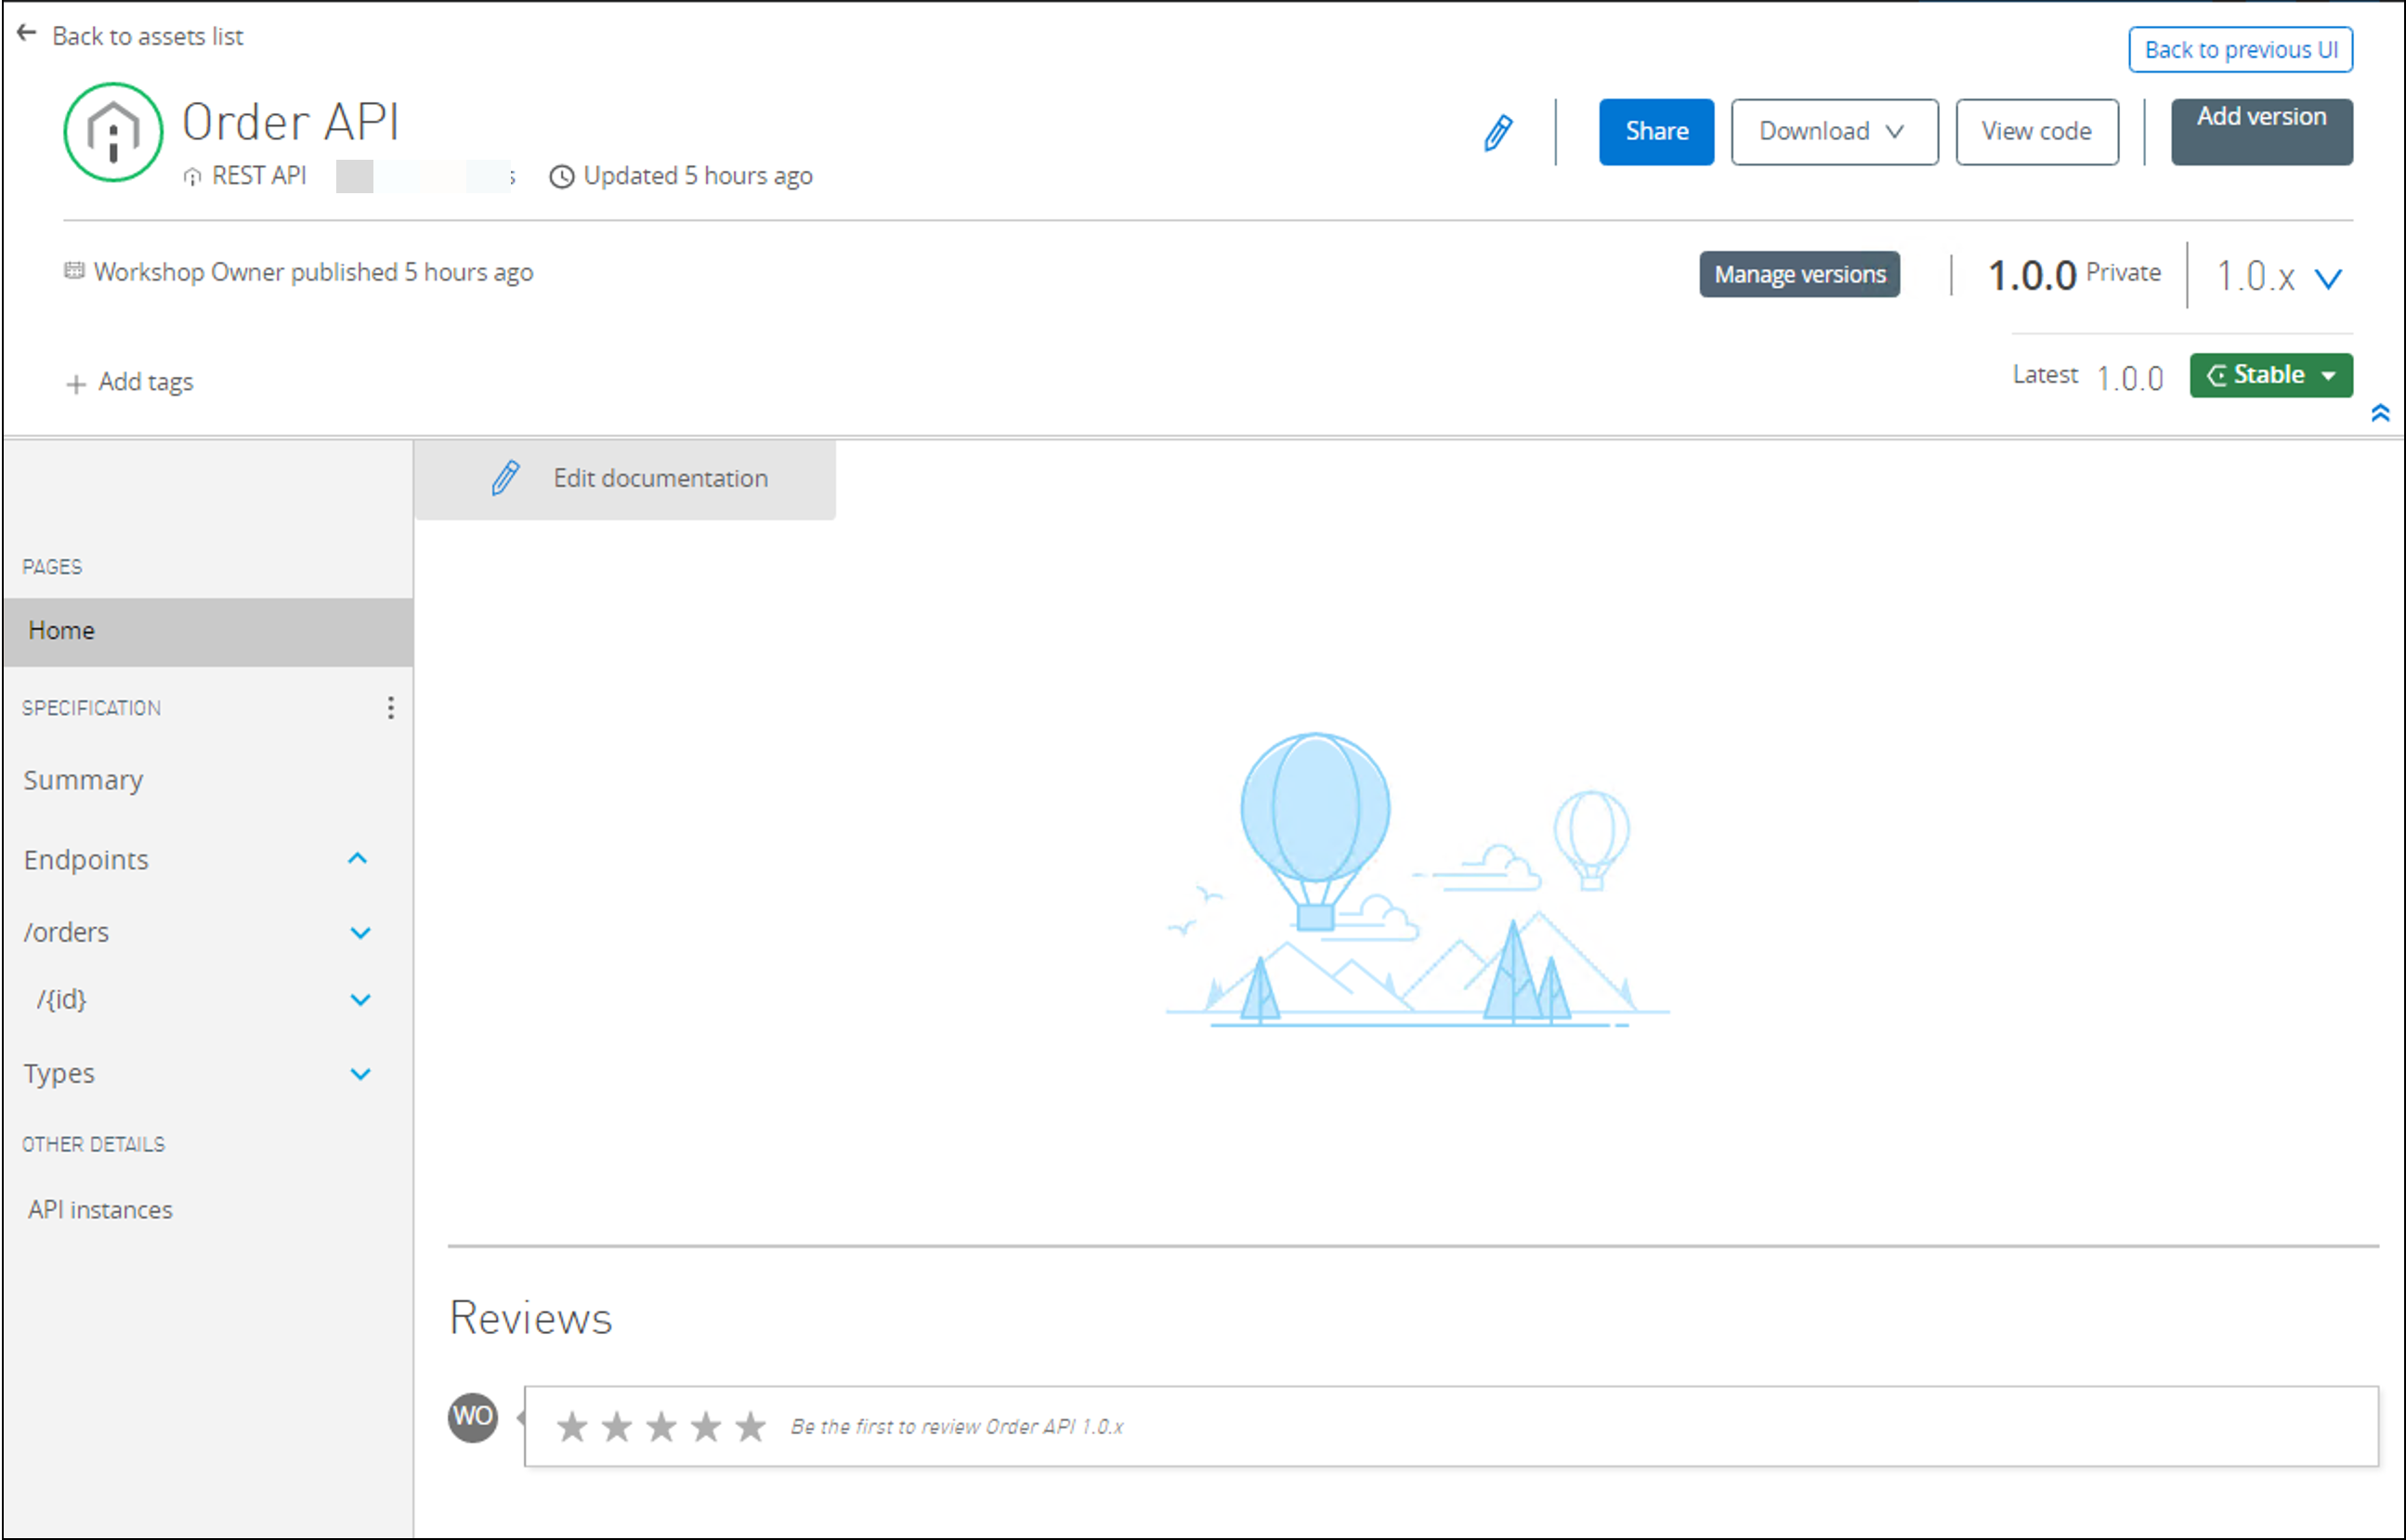 Back to assets list
Back to previous UI
Order API
Share
Download
View code
Add version
REST API
Updated 5 hours ago
Workshop Owner published 5 hours ago
Manage versions
1.0.0 Private
1.0.x
Add tags
Latest 1.0.0
Stable
Edit documentation
PAGES
Home
SPECIFICATION
Summary
Endpoints
/orders
/{id}
Types
OTHER DETAILS
API instances
Reviews
WO
Be the first to review Order API 1.0.x